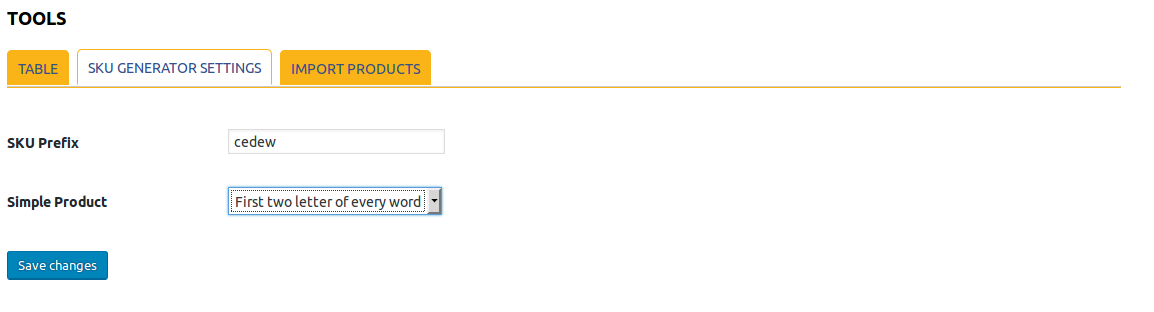 TOOLS
TABLE SKU GENERATOR SETTINGS IMPORT PRODUCTS
SKU Prefix cedew
Simple Product First two letter of every word
Save changes